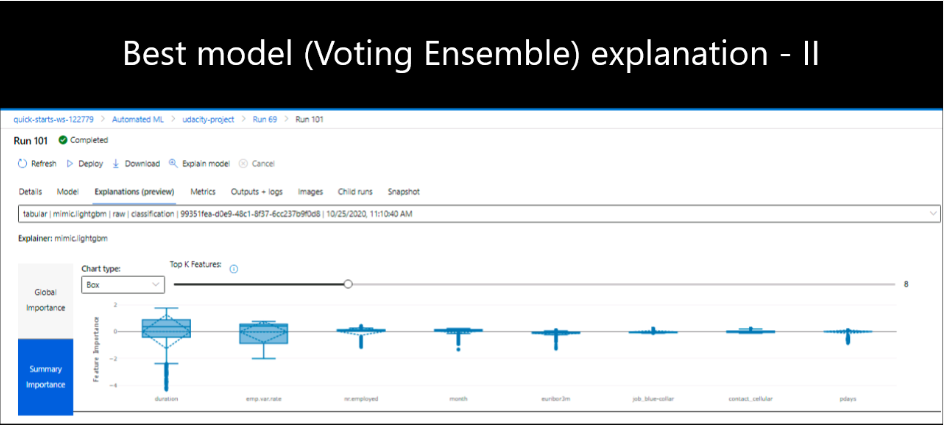 Best model (Voting Ensemble) explanation - II
quick-starts-ws-122779 > Automated ML > udacity-project > Run 69 > Run 101
Run 101 Completed
Refresh Deploy Download Explain model Cancel
Details Model Explanations (preview) Metrics Outputs + logs Images Child runs Snapshot
tabular | mimic.lightgbm | raw | classification | 99351fea-d0e9-48c1-8f37-6cc237b9f0d8 | 10/25/2020, 11:10:40 AM
Explainer: mimic.lightgbm
Global
Importance
Summary
Importance
Chart type:
Box
Top K Features:
8
Feature Importance
2
0
−2
−4
duration emp.var.rate nr.employed month euribor3m job_blue-collar contact_cellular pdays